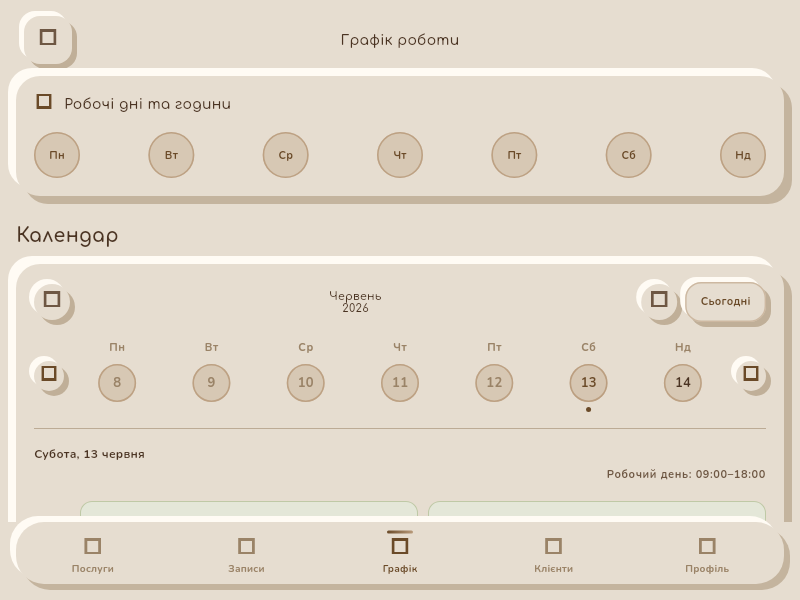 Графік роботи
Робочі дні та години
Пн Вт Ср Чт Пт Сб Нд
Календар
Червень
2026
Сьогодні
Пн Вт Ср Чт Пт Сб Нд
8 9 10 11 12 13 14
Субота, 13 червня
Робочий день: 09:00–18:00
Послуги Записи Графік Клієнти Профіль